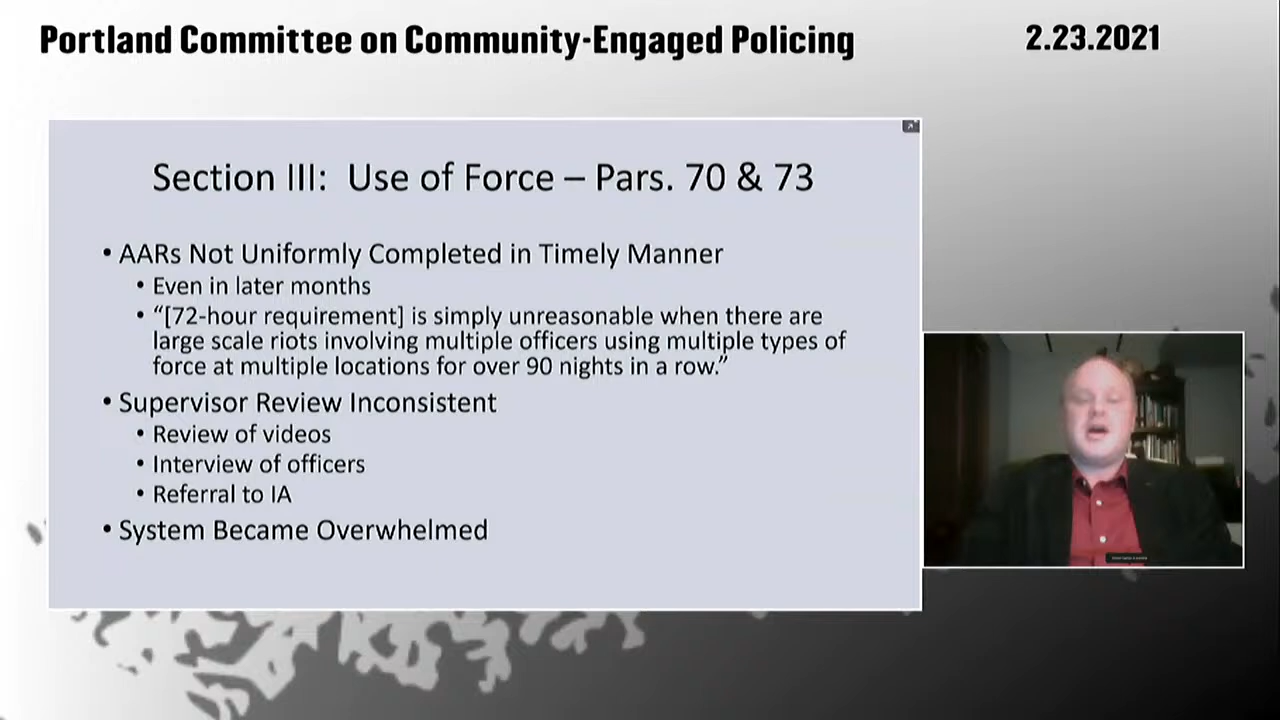 Portland Committee on Community-Engaged Policing
2.23.2021
Section III: Use of Force – Pars. 70 & 73
• AARs Not Uniformly Completed in Timely Manner
• Even in later months
• “[72-hour requirement] is simply unreasonable when there are
large scale riots involving multiple officers using multiple types of
force at multiple locations for over 90 nights in a row.”
• Supervisor Review Inconsistent
• Review of videos
• Interview of officers
• Referral to IA
• System Became Overwhelmed